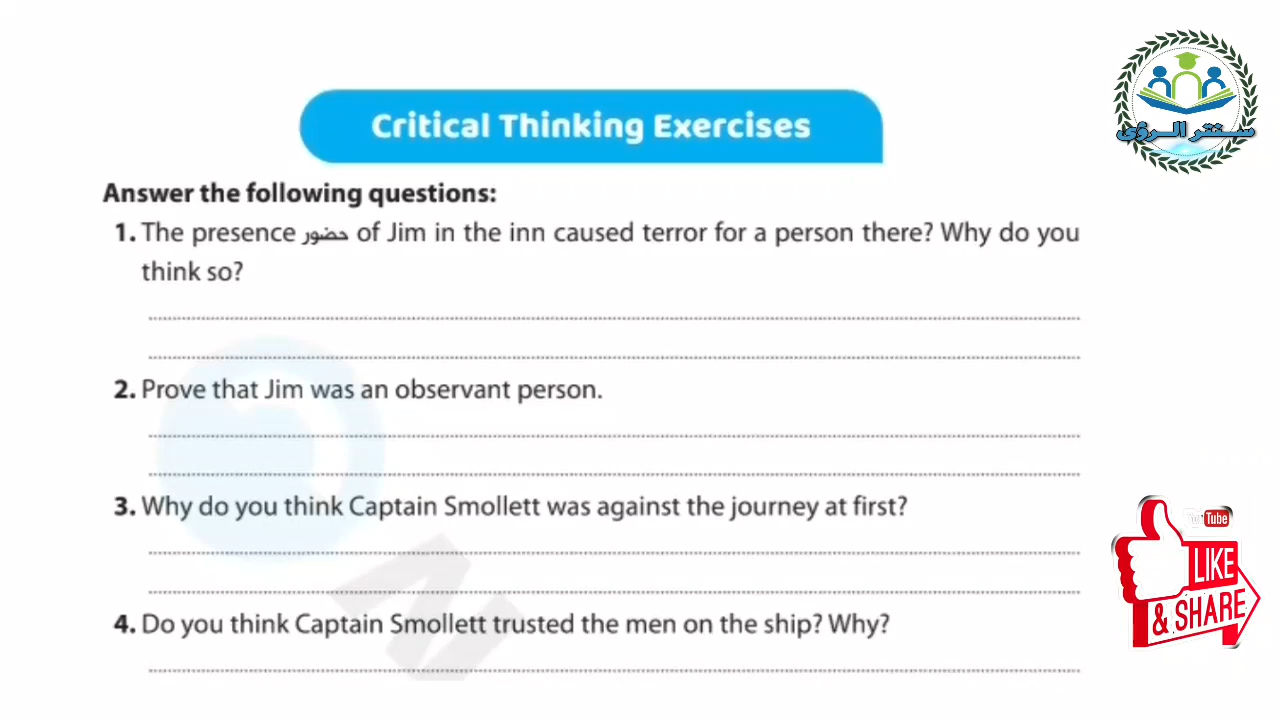 Critical Thinking Exercises
سنتر الرؤى
Answer the following questions:
1. The presence حضور of Jim in the inn caused terror for a person there? Why do you
think so?
2. Prove that Jim was an observant person.
3. Why do you think Captain Smollett was against the journey at first?
YouTube
LIKE
& SHARE
4. Do you think Captain Smollett trusted the men on the ship? Why?